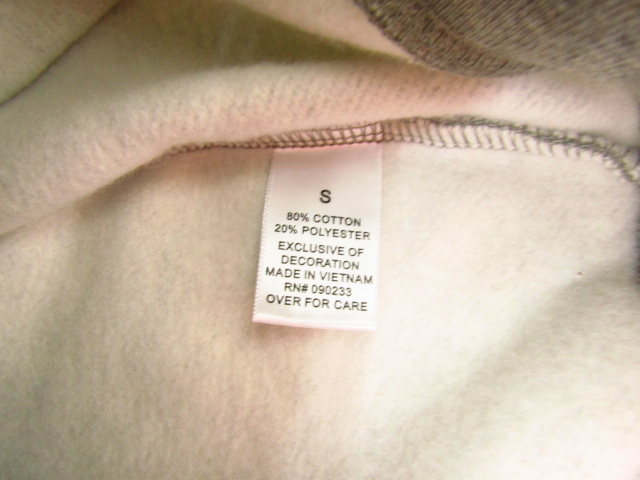 S
80% COTTON
20% POLYESTER
EXCLUSIVE OF
DECORATION
MADE IN VIETNAM
RN# 090233
OVER FOR CARE